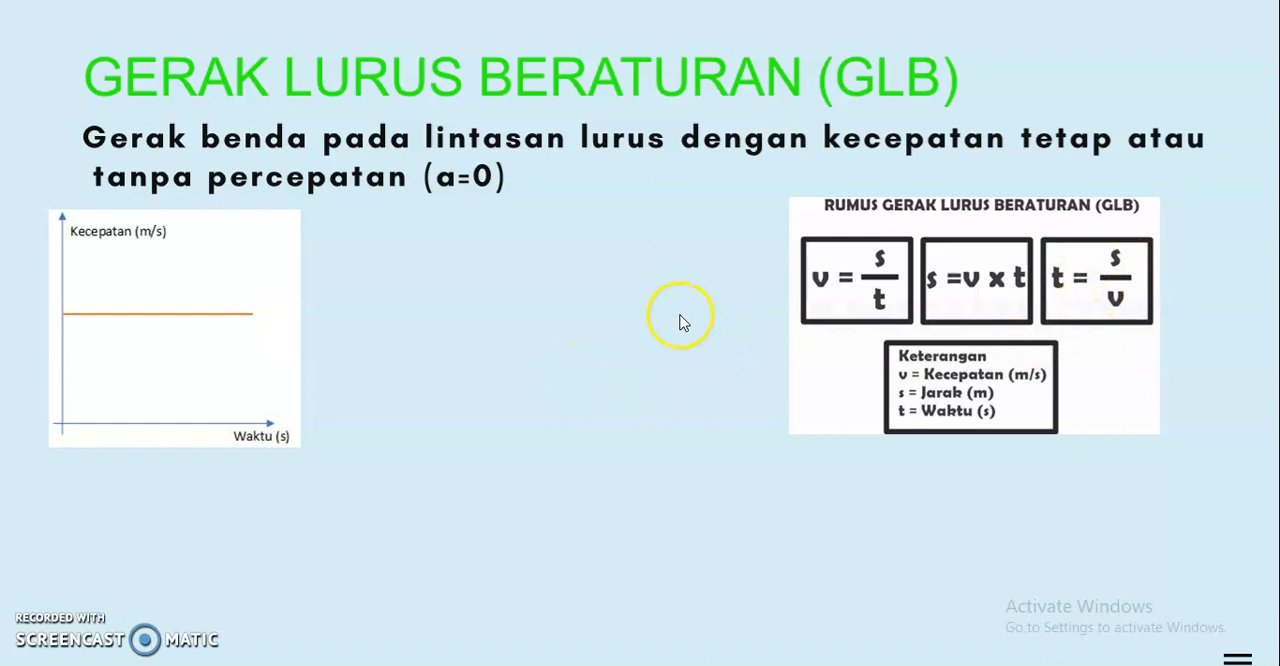 GERAK LURUS BERATURAN (GLB)
Gerak benda pada lintasan lurus dengan kecepatan tetap atau
tanpa percepatan (a=0)
Kecepatan (m/s)
Waktu (s)
RUMUS GERAK LURUS BERATURAN (GLB)
v = s/t
s =v x t
t = s/v
Keterangan
v = Kecepatan (m/s)
s = Jarak (m)
t = Waktu (s)
RECORDED WITH
SCREENCAST MATIC
Activate Windows
Go to Settings to activate Windows.